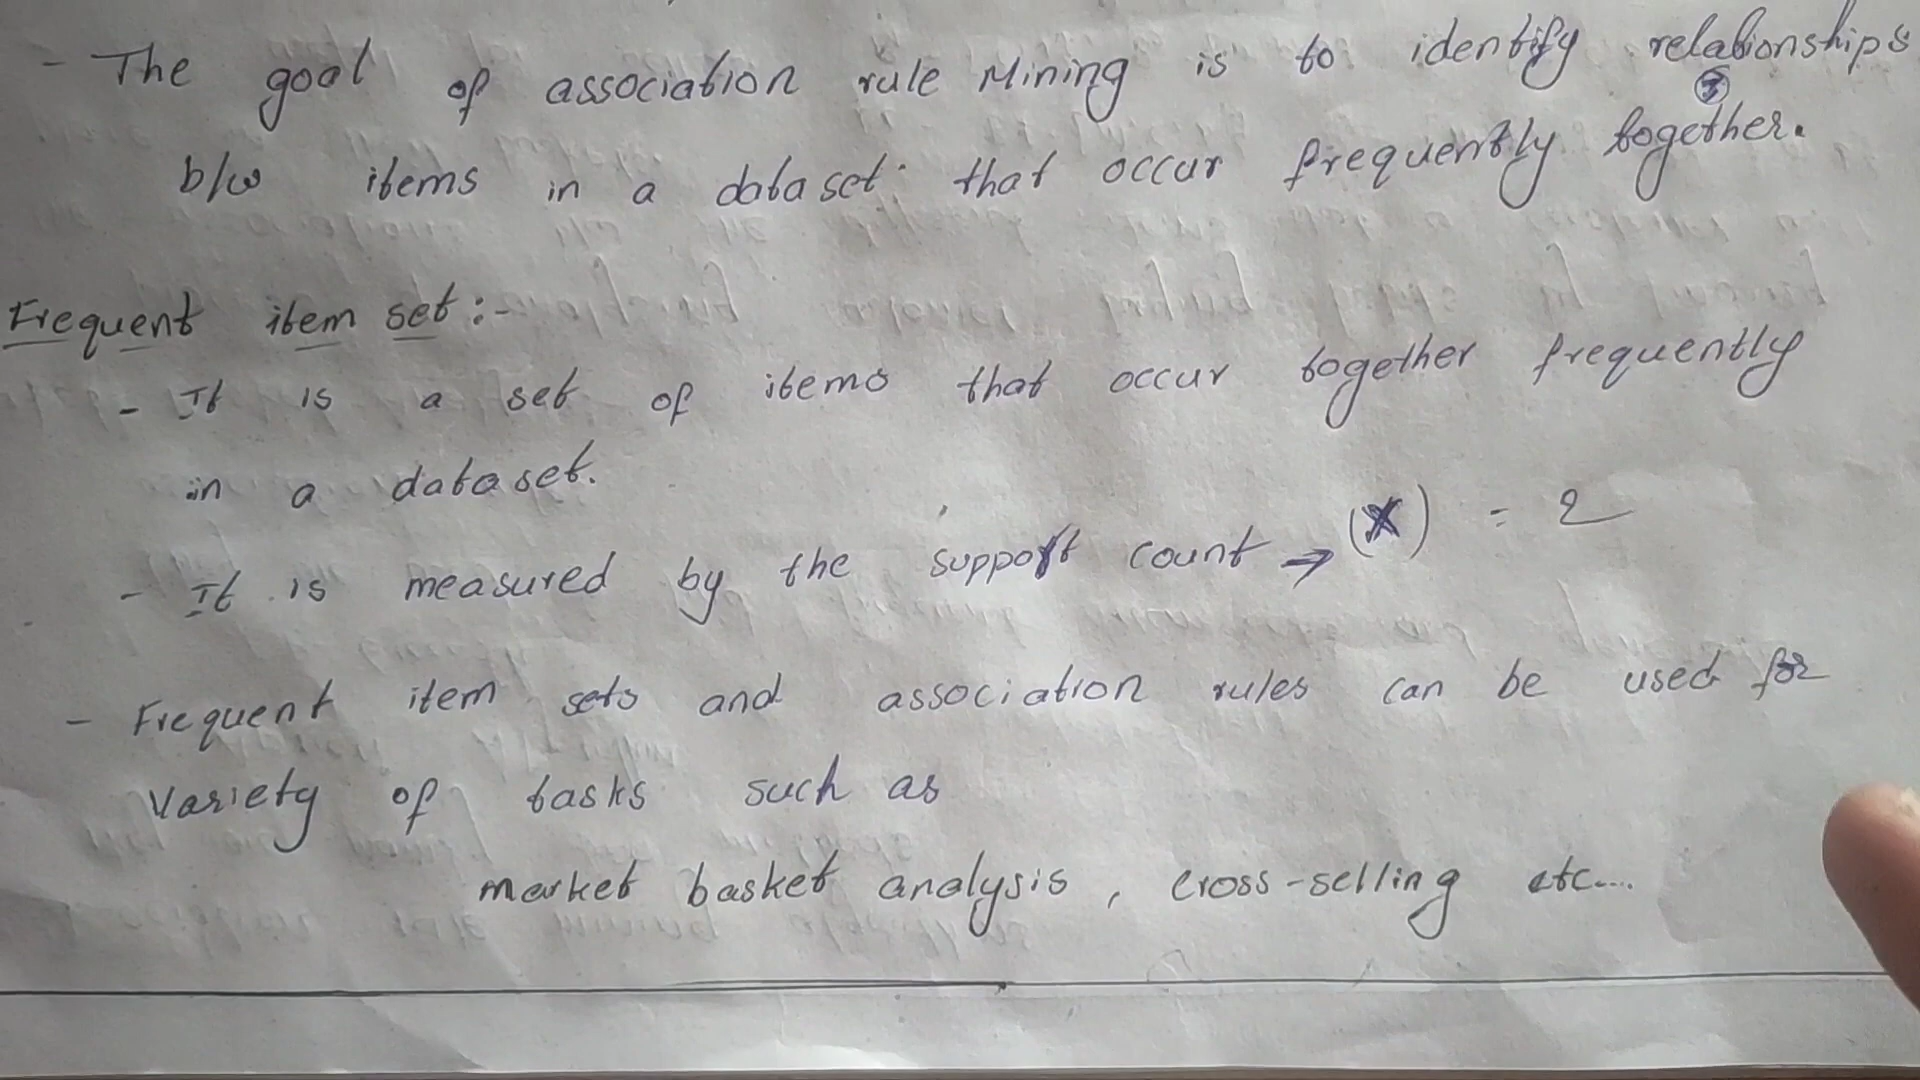 - The goal of association rule Mining is to identify relationships
b/w items in a dataset that occur frequently together.
Frequent item set :-
- It is a set of items that occur together frequently
in a dataset.
- It is measured by the support count → (X) = 2
- Frequent item sets and association rules can be used for
Variety of tasks such as
market basket analysis, cross-selling etc....